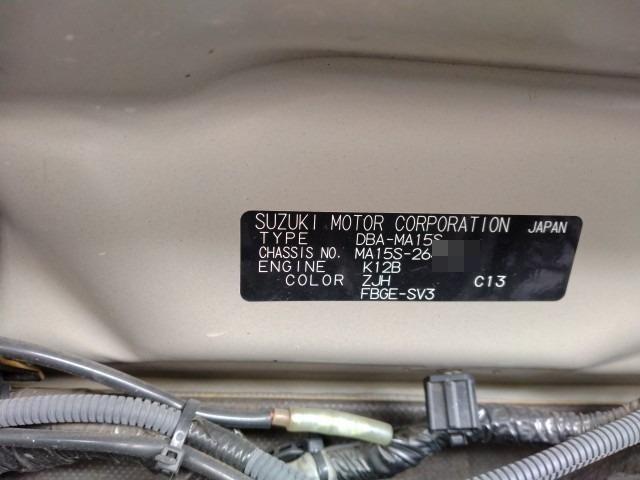 SUZUKI MOTOR CORPORATION JAPAN
TYPE DBA-MA15S
CHASSIS NO. MA15S-26
ENGINE K12B
COLOR ZJH C13
FBGE-SV3